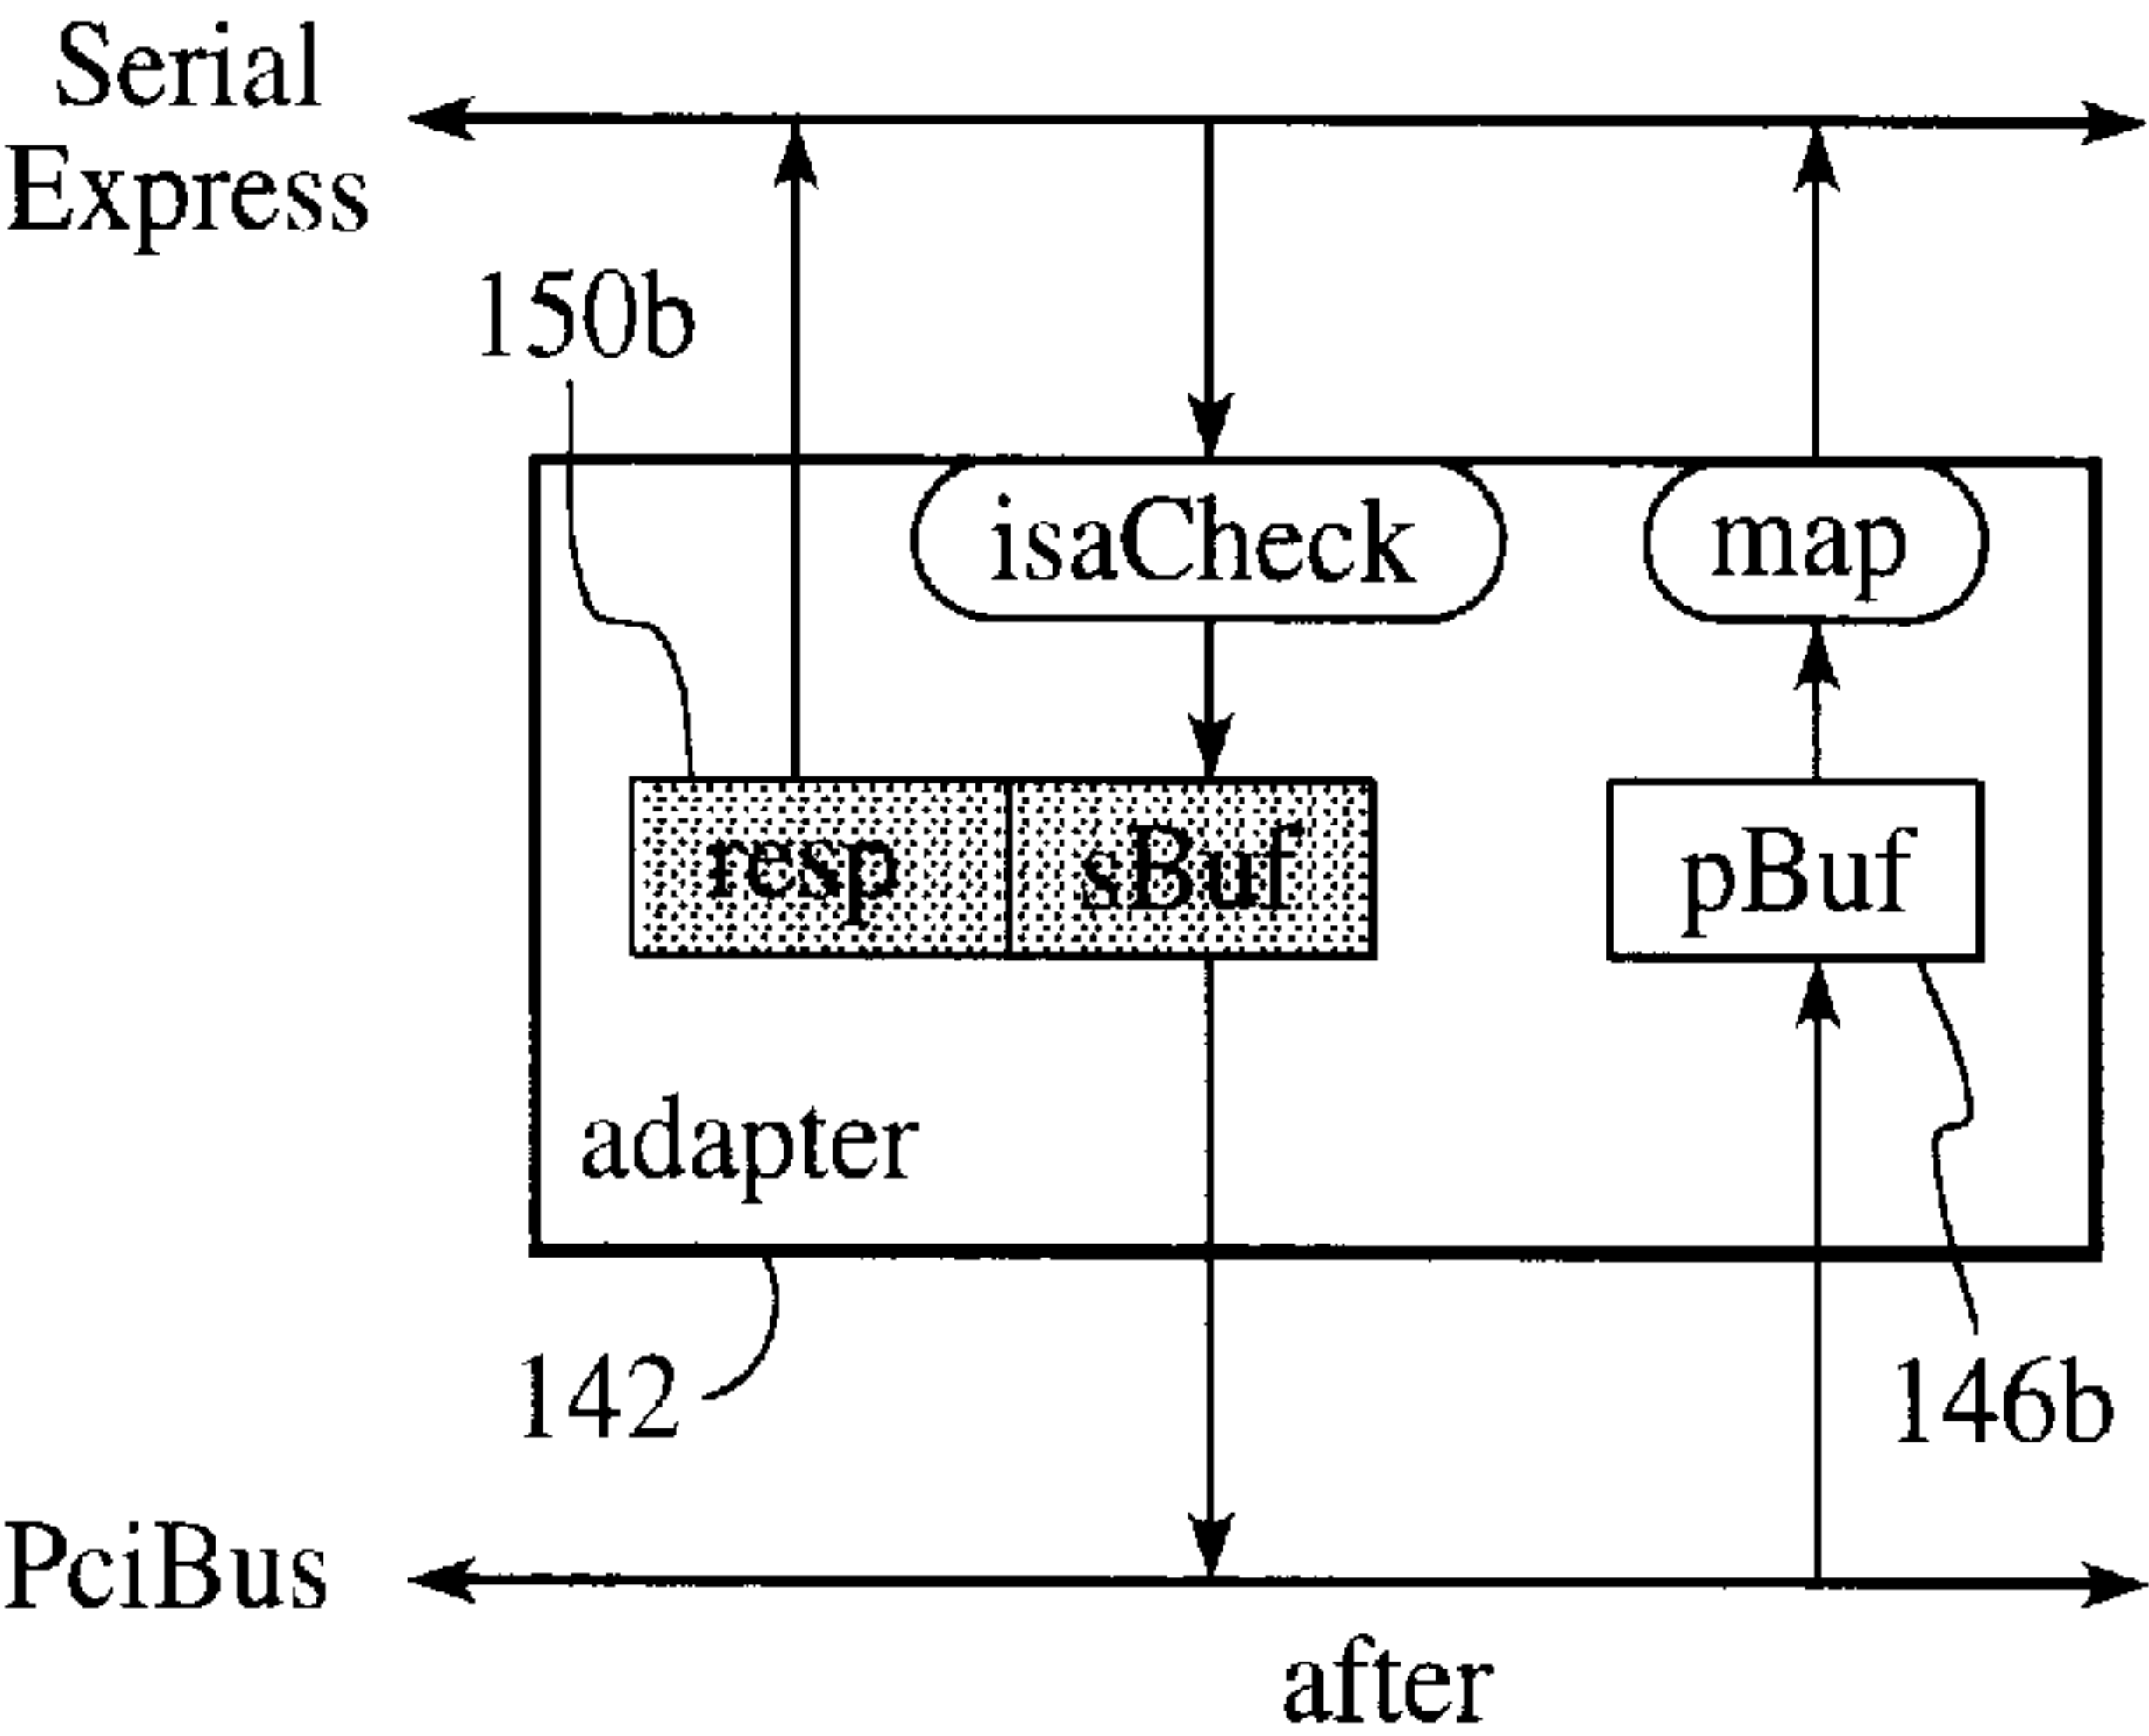 Serial
Express
150b
isaCheck
map
resp
sBuf
pBuf
adapter
142
146b
PciBus
after